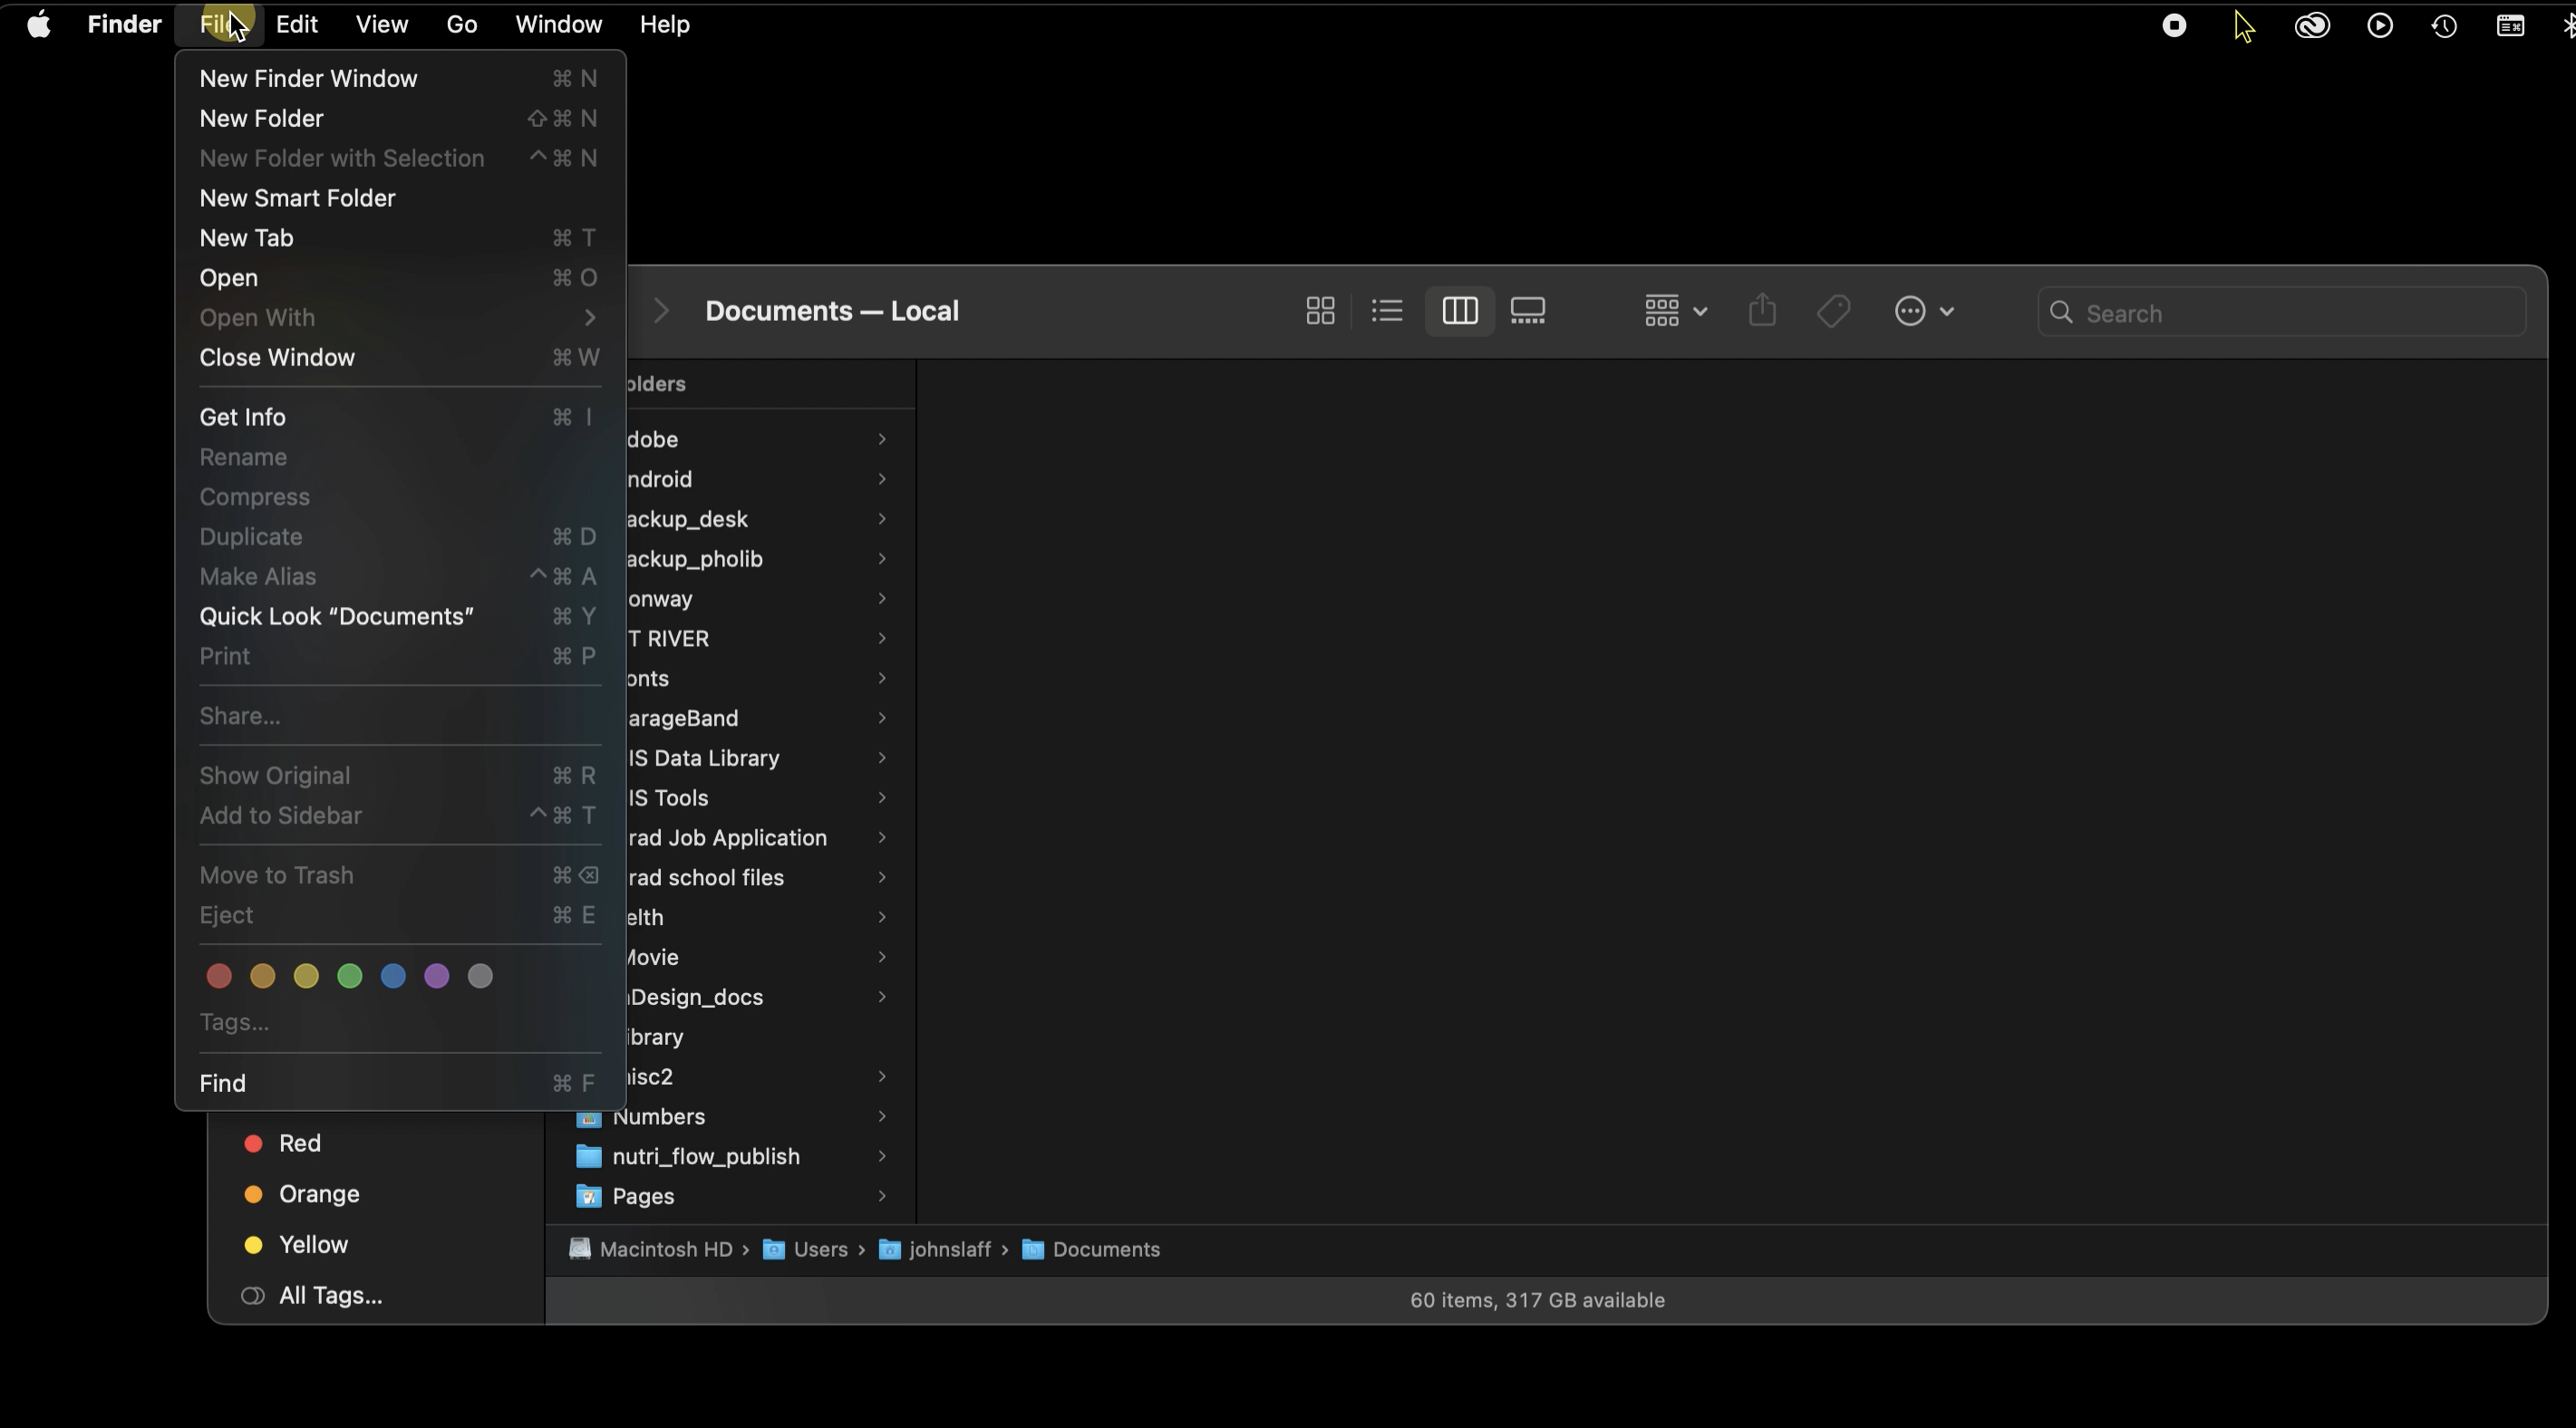 Finder File Edit View Go Window Help
New Finder Window ⌘ N
New Folder ⇧⌘ N
New Folder with Selection ^⌘ N
New Smart Folder
New Tab ⌘ T
Open ⌘ O
Open With >
Close Window ⌘ W
Get Info ⌘ I
Rename
Compress
Duplicate ⌘ D
Make Alias ^⌘ A
Quick Look “Documents” ⌘ Y
Print ⌘ P
Share...
Show Original ⌘ R
Add to Sidebar ^⌘ T
Move to Trash ⌘⌫
Eject ⌘ E
Tags...
Find ⌘ F
Documents — Local
Search
olders
dobe
ndroid
ackup_desk
ackup_pholib
onway
T RIVER
onts
arageBand
IS Data Library
IS Tools
rad Job Application
rad school files
elth
Movie
nDesign_docs
ibrary
isc2
Numbers
nutri_flow_publish
Pages
Red
Orange
Yellow
All Tags...
Macintosh HD › Users › johnslaff › Documents
60 items, 317 GB available